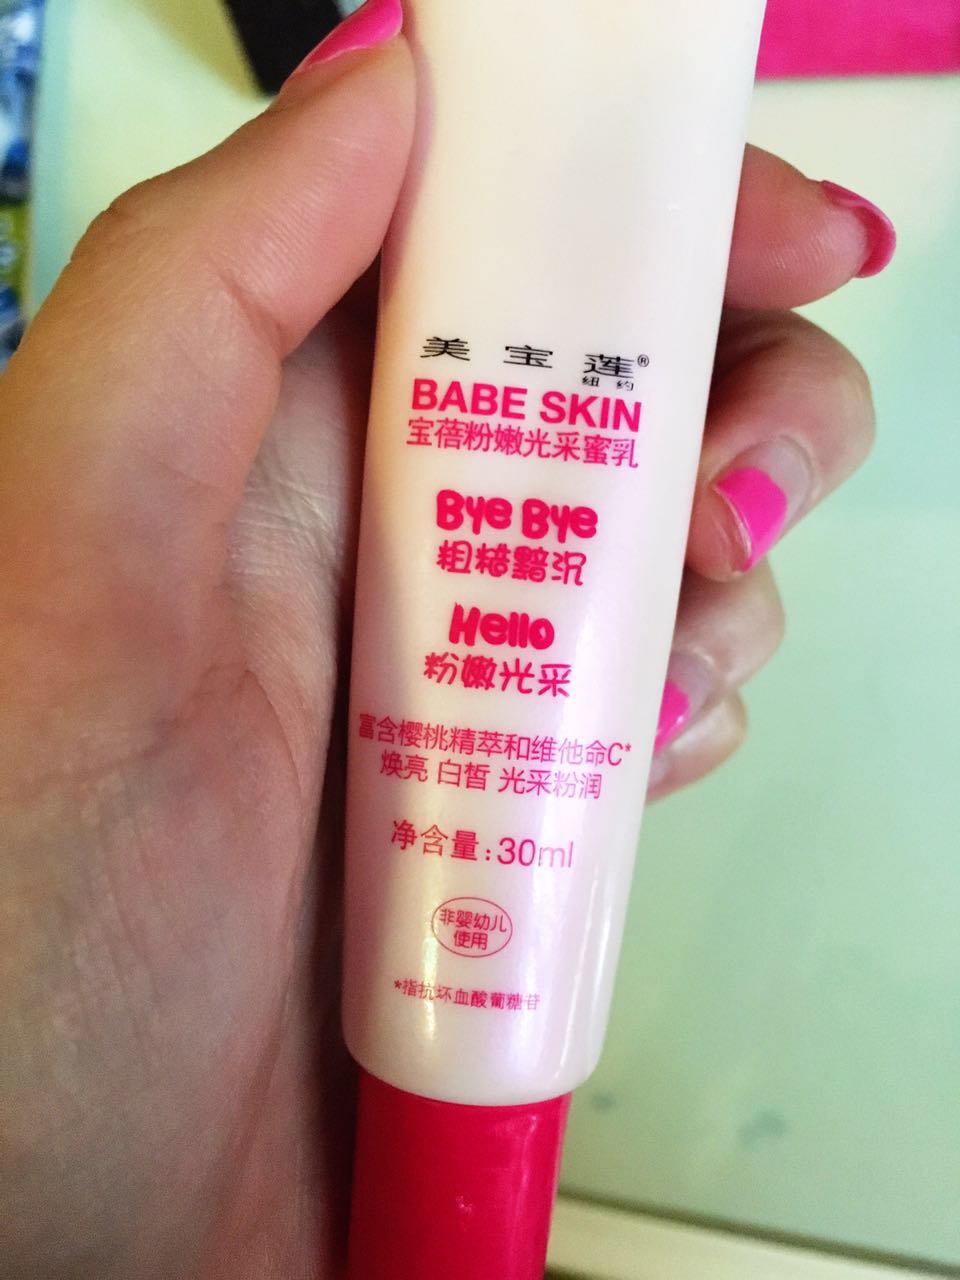 美宝莲®
纽约
BABE SKIN
宝蓓粉嫩光采蜜乳
Bye Bye
粗糙黯沉
Hello
粉嫩光采
富含樱桃精萃和维他命C*
焕亮 白皙 光采粉润
净含量:30ml
非婴幼儿
使用
*指抗坏血酸葡糖苷